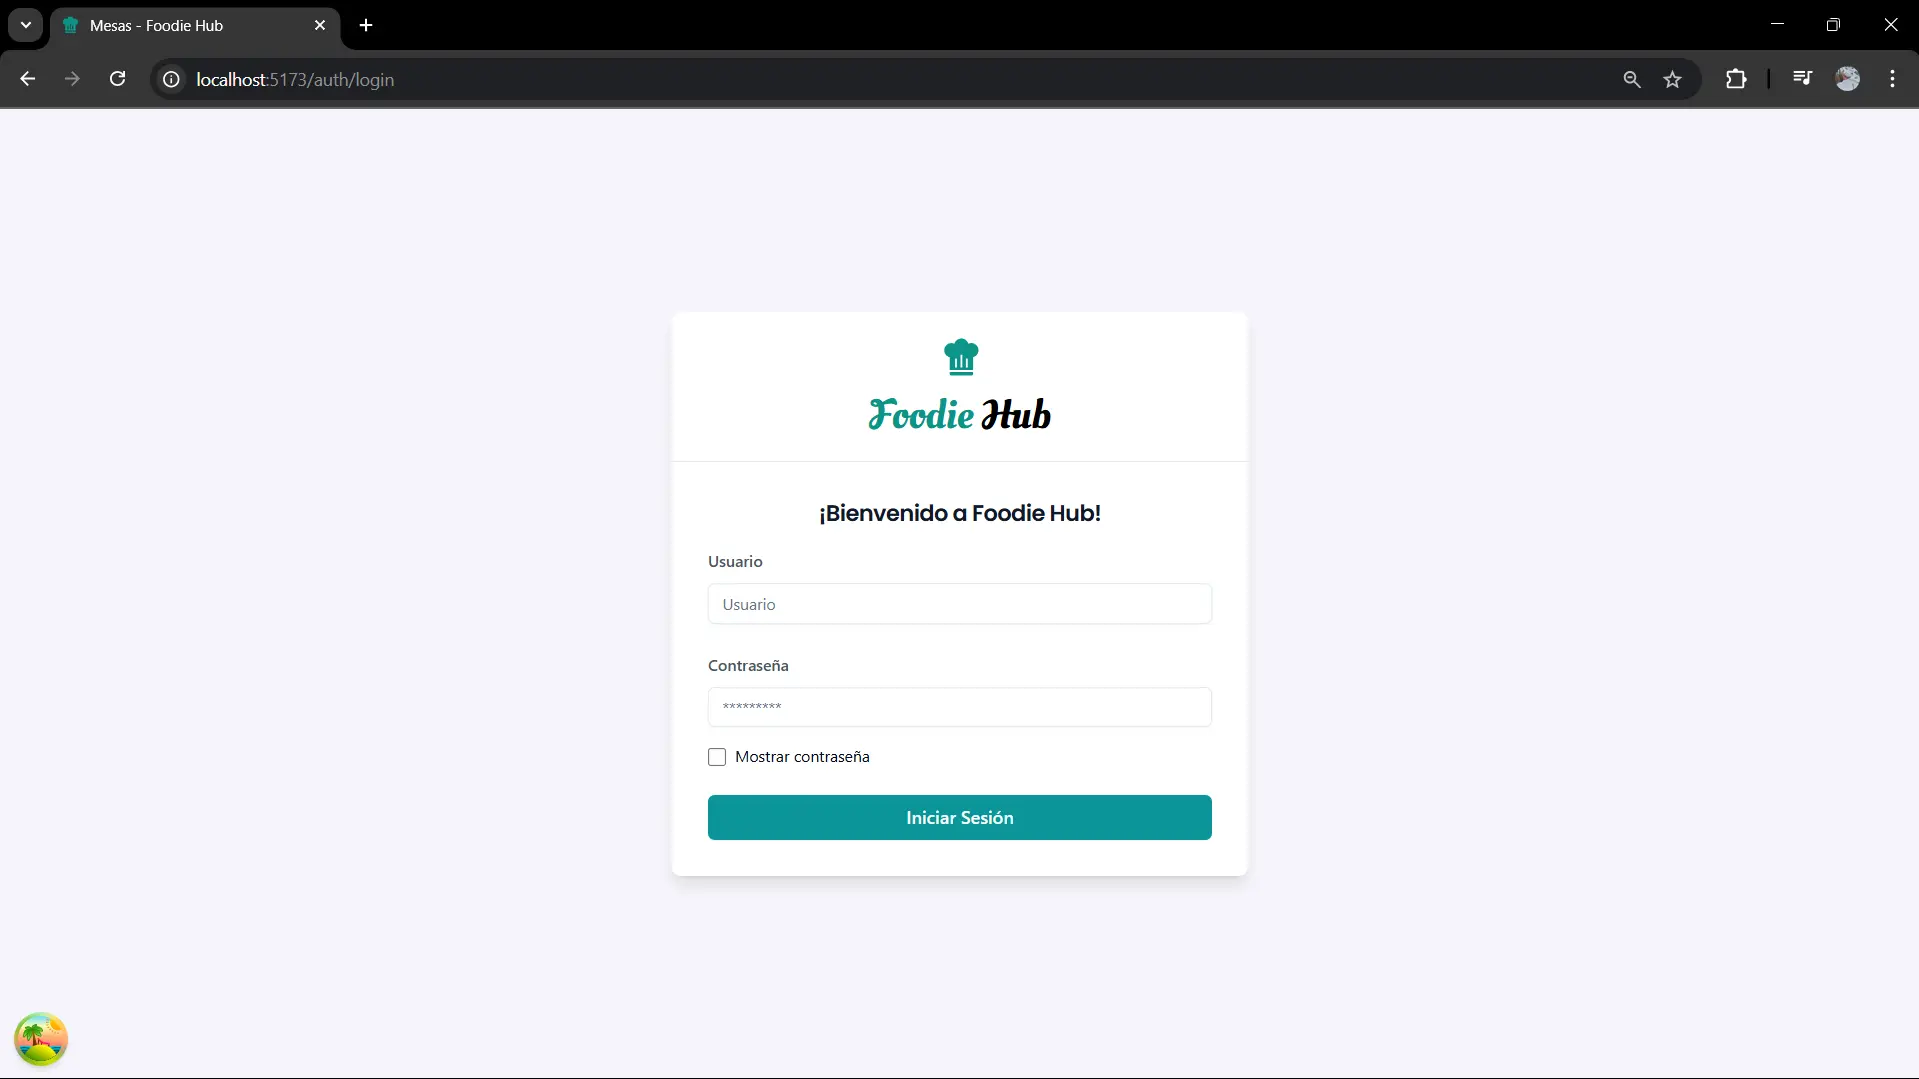 Mesas - Foodie Hub
localhost:5173/auth/login
Foodie Hub
¡Bienvenido a Foodie Hub!
Usuario
Usuario
Contraseña
*********
Mostrar contraseña
Iniciar Sesión